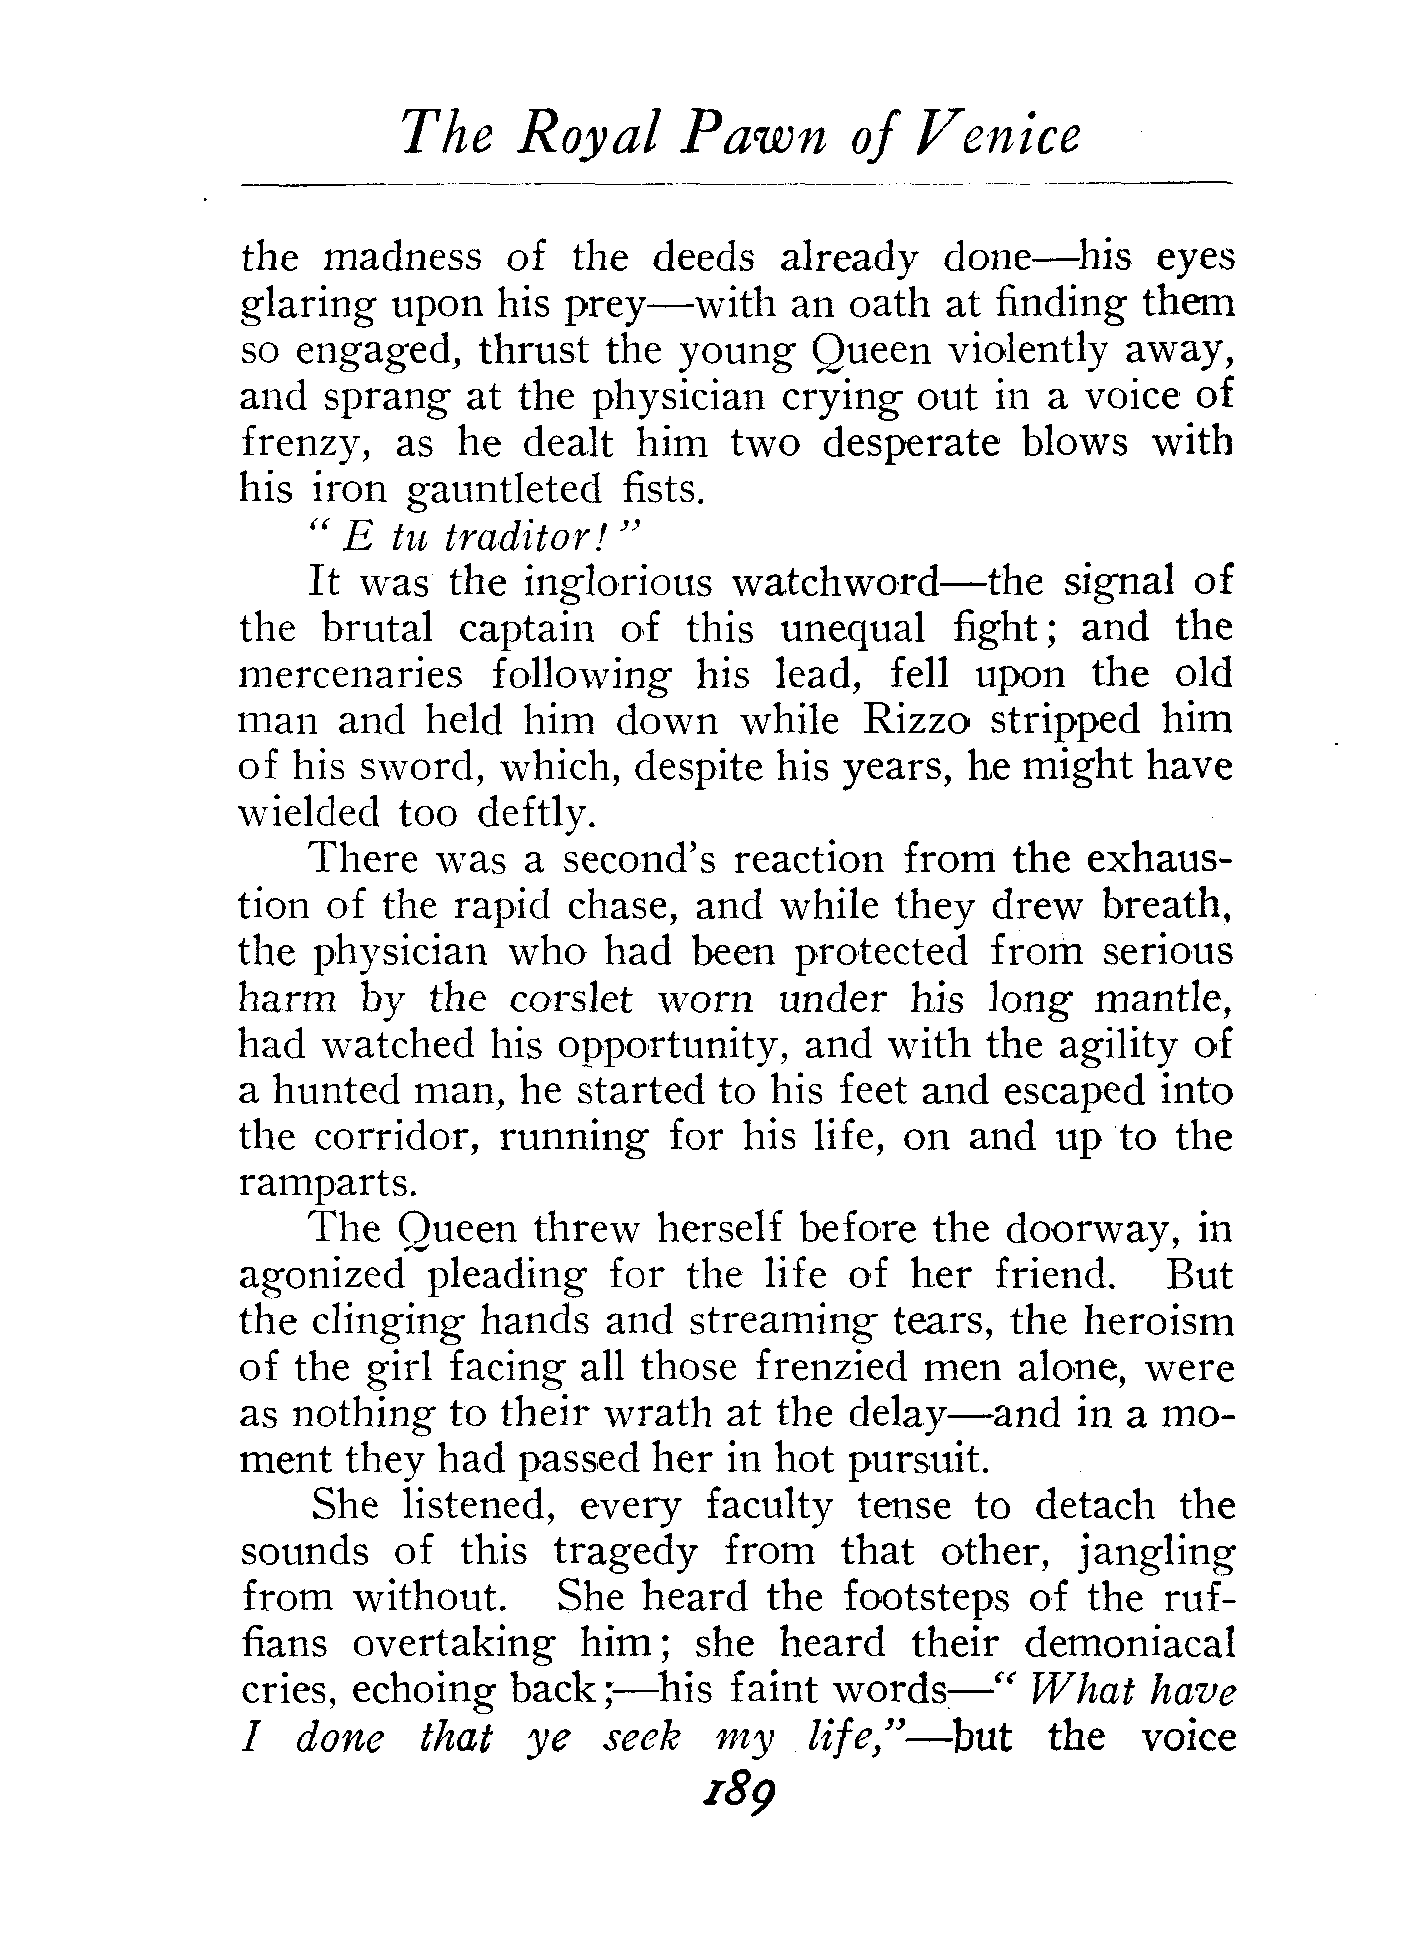 The Royal Pawn of Venice
the madness of the deeds already done—his eyes
glaring upon his prey—with an oath at finding them
so engaged, thrust the young Queen violently away,
and sprang at the physician crying out in a voice of
frenzy, as he dealt him two desperate blows with
his iron gauntleted fists.
“ E tu traditor! ”
It was the inglorious watchword—the signal of
the brutal captain of this unequal fight; and the
mercenaries following his lead, fell upon the old
man and held him down while Rizzo stripped him
of his sword, which, despite his years, he might have
wielded too deftly.
There was a second's reaction from the exhaus-
tion of the rapid chase, and while they drew breath,
the physician who had been protected from serious
harm by the corslet worn under his long mantle,
had watched his opportunity, and with the agility of
a hunted man, he started to his feet and escaped into
the corridor, running for his life, on and up to the
ramparts.
The Queen threw herself before the doorway, in
agonized pleading for the life of her friend. But
the clinging hands and streaming tears, the heroism
of the girl facing all those frenzied men alone, were
as nothing to their wrath at the delay—and in a mo-
ment they had passed her in hot pursuit.
She listened, every faculty tense to detach the
sounds of this tragedy from that other, jangling
from without. She heard the footsteps of the ruf-
fians overtaking him; she heard their demoniacal
cries, echoing back;—his faint words—“ What have
I done that ye seek my life,”—but the voice
189